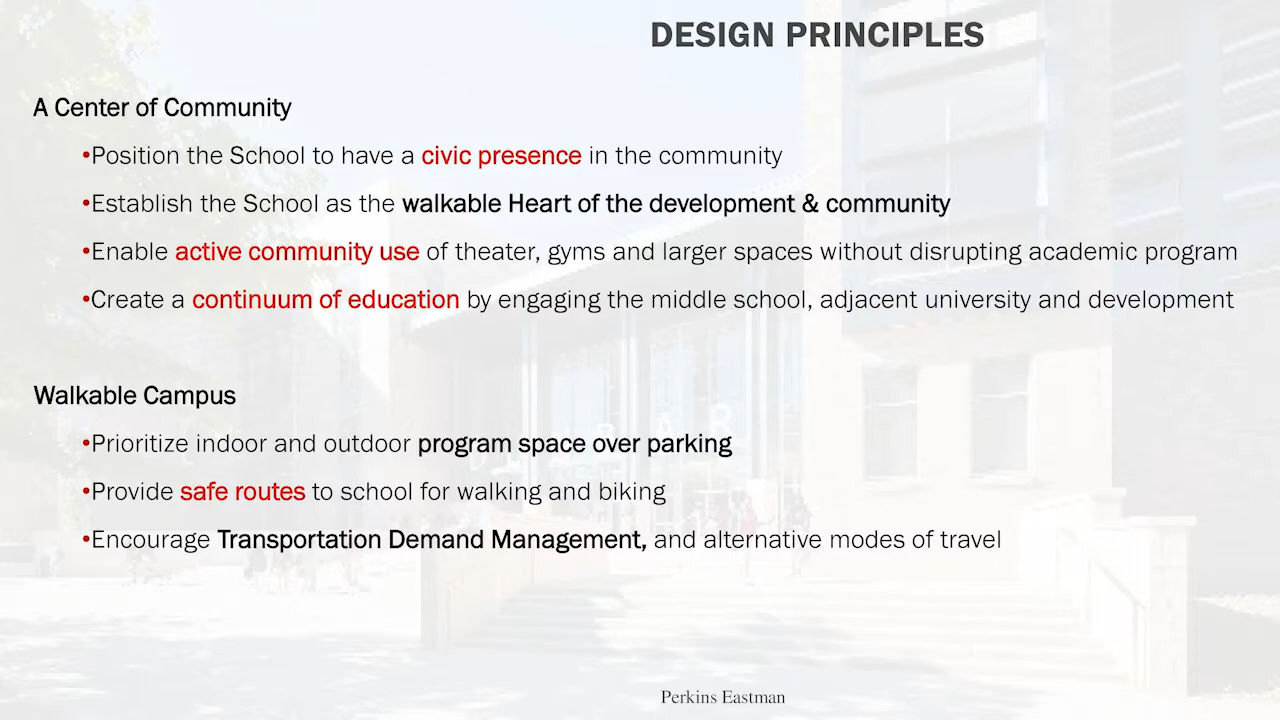 DESIGN PRINCIPLES
A Center of Community
•Position the School to have a civic presence in the community
•Establish the School as the walkable Heart of the development & community
•Enable active community use of theater, gyms and larger spaces without disrupting academic program
•Create a continuum of education by engaging the middle school, adjacent university and development
Walkable Campus
•Prioritize indoor and outdoor program space over parking
•Provide safe routes to school for walking and biking
•Encourage Transportation Demand Management, and alternative modes of travel
Perkins Eastman